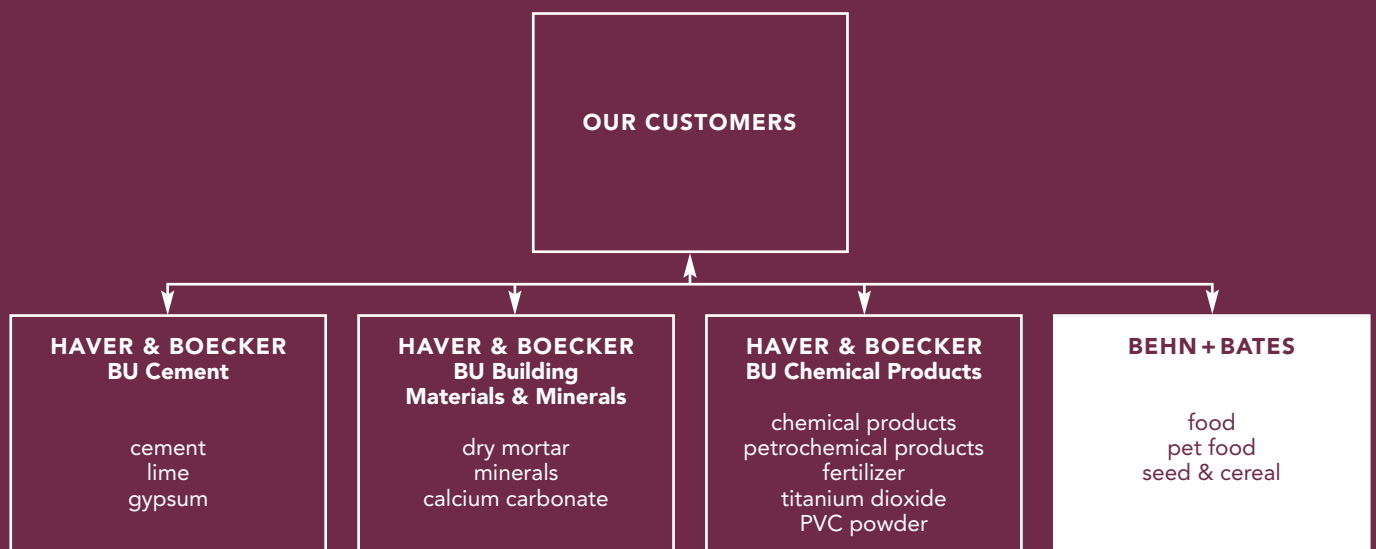 OUR CUSTOMERS
HAVER & BOECKER
BU Cement
cement
lime
gypsum
HAVER & BOECKER
BU Building
Materials & Minerals
dry mortar
minerals
calcium carbonate
HAVER & BOECKER
BU Chemical Products
chemical products
petrochemical products
fertilizer
titanium dioxide
PVC powder
BEHN + BATES
food
pet food
seed & cereal